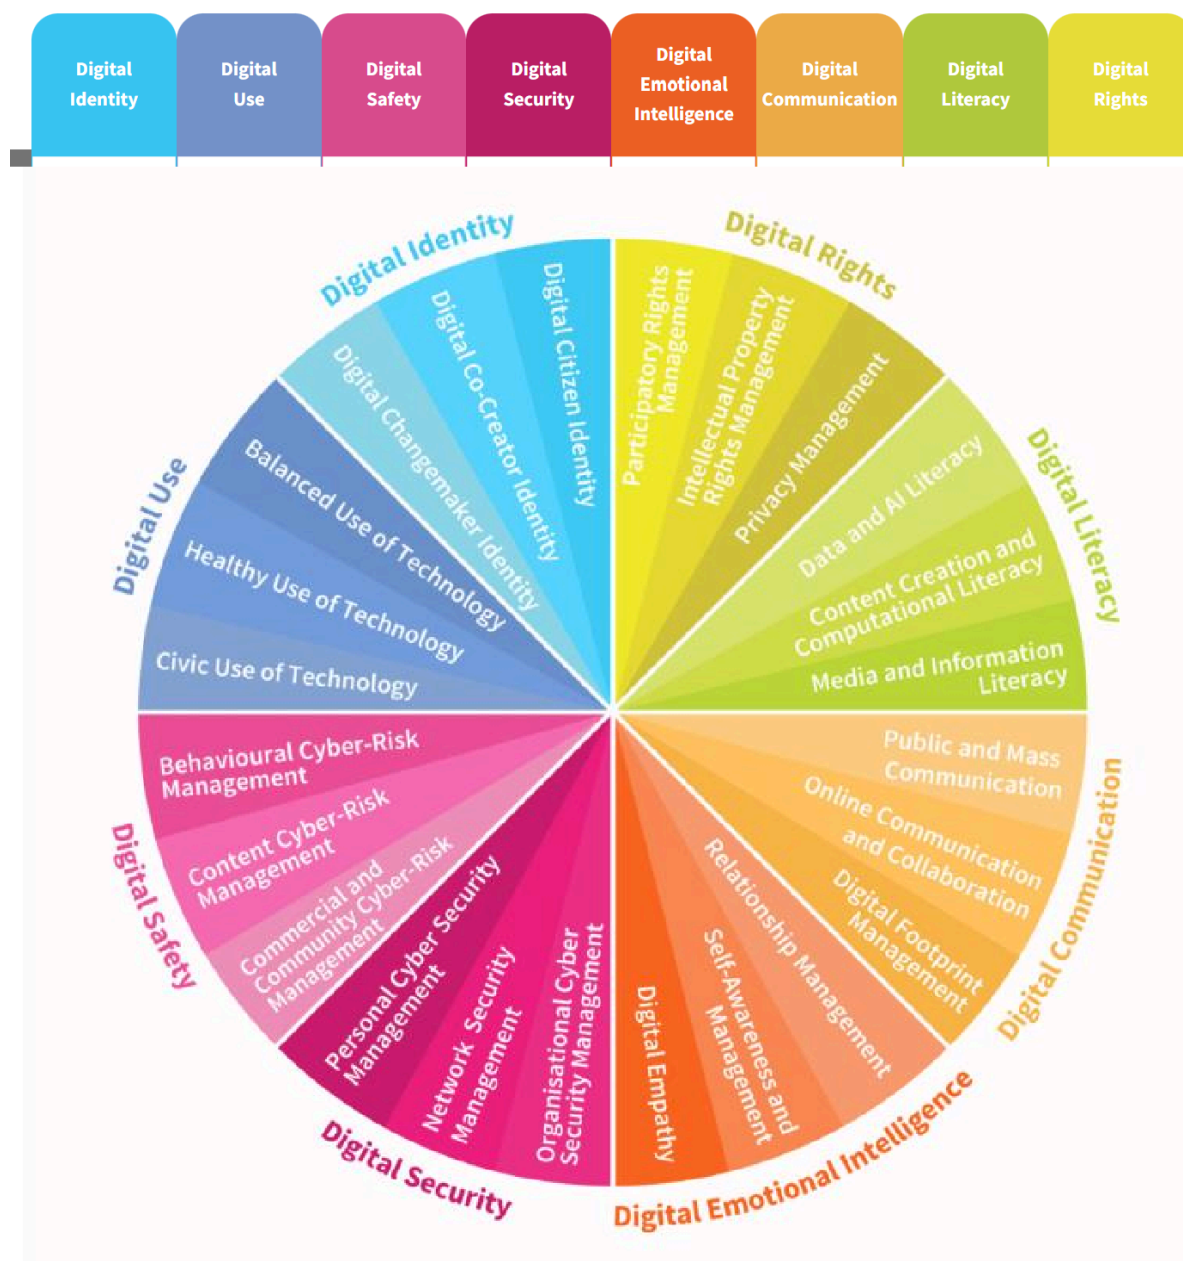 Digital
Identity
Digital
Use
Digital
Safety
Digital
Security
Digital
Emotional
Intelligence
Digital
Communication
Digital
Literacy
Digital
Rights
Digital Identity
Digital Citizen Identity
Digital Co-Creator Identity
Digital Changemaker Identity
Digital Use
Balanced Use of Technology
Healthy Use of Technology
Civic Use of Technology
Digital Safety
Behavioural Cyber-Risk
Management
Content Cyber-Risk
Management
Commercial and
Community Cyber-Risk
Management
Digital Security
Personal Cyber Security
Management
Network Security
Management
Organisational Cyber
Security Management
Digital Emotional Intelligence
Digital Empathy
Self-Awareness and
Management
Relationship Management
Digital Communication
Digital Footprint
Management
Online Communication
and Collaboration
Public and Mass
Communication
Digital Literacy
Media and Information
Literacy
Content Creation and
Computational Literacy
Data and AI Literacy
Digital Rights
Privacy Management
Intellectual Property
Rights Management
Participatory Rights
Management